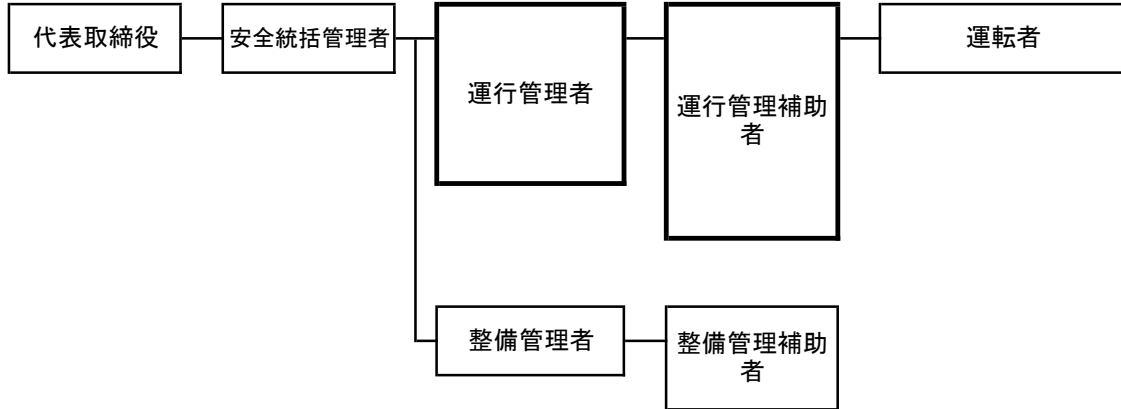 代表取締役
安全統括管理者
運行管理者
運行管理補助
者
運転者
整備管理者
整備管理補助
者